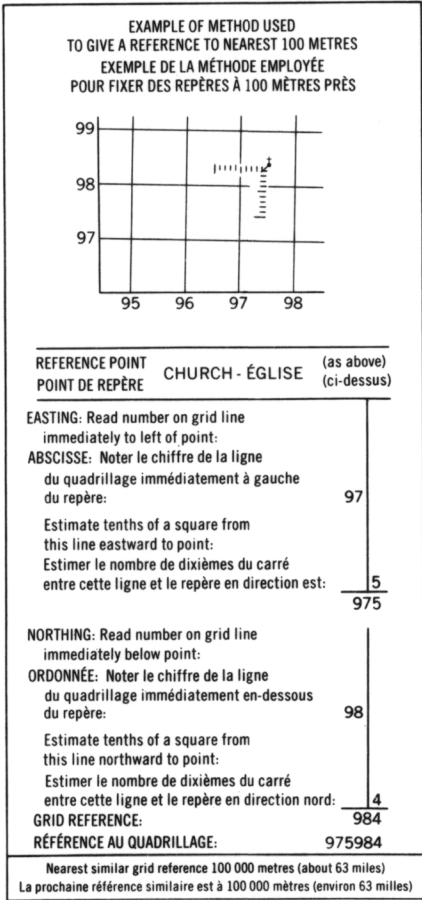 EXAMPLE OF METHOD USED
TO GIVE A REFERENCE TO NEAREST 100 METRES
EXEMPLE DE LA MÉTHODE EMPLOYÉE
POUR FIXER DES REPÈRES À 100 MÈTRES PRÈS
99
98
97
95 96 97 98
REFERENCE POINT
POINT DE REPÈRE
CHURCH - ÉGLISE
(as above)
(ci-dessus)
EASTING: Read number on grid line
immediately to left of point:
ABSCISSE: Noter le chiffre de la ligne
du quadrillage immédiatement à gauche
du repère: 97
Estimate tenths of a square from
this line eastward to point:
Estimer le nombre de dixièmes du carré
entre cette ligne et le repère en direction est: 5
975
NORTHING: Read number on grid line
immediately below point:
ORDONNÉE: Noter le chiffre de la ligne
du quadrillage immédiatement en-dessous
du repère: 98
Estimate tenths of a square from
this line northward to point:
Estimer le nombre de dixièmes du carré
entre cette ligne et le repère en direction nord: 4
GRID REFERENCE: 984
RÉFÉRENCE AU QUADRILLAGE: 975984
Nearest similar grid reference 100 000 metres (about 63 miles)
La prochaine référence similaire est à 100 000 mètres (environ 63 milles)